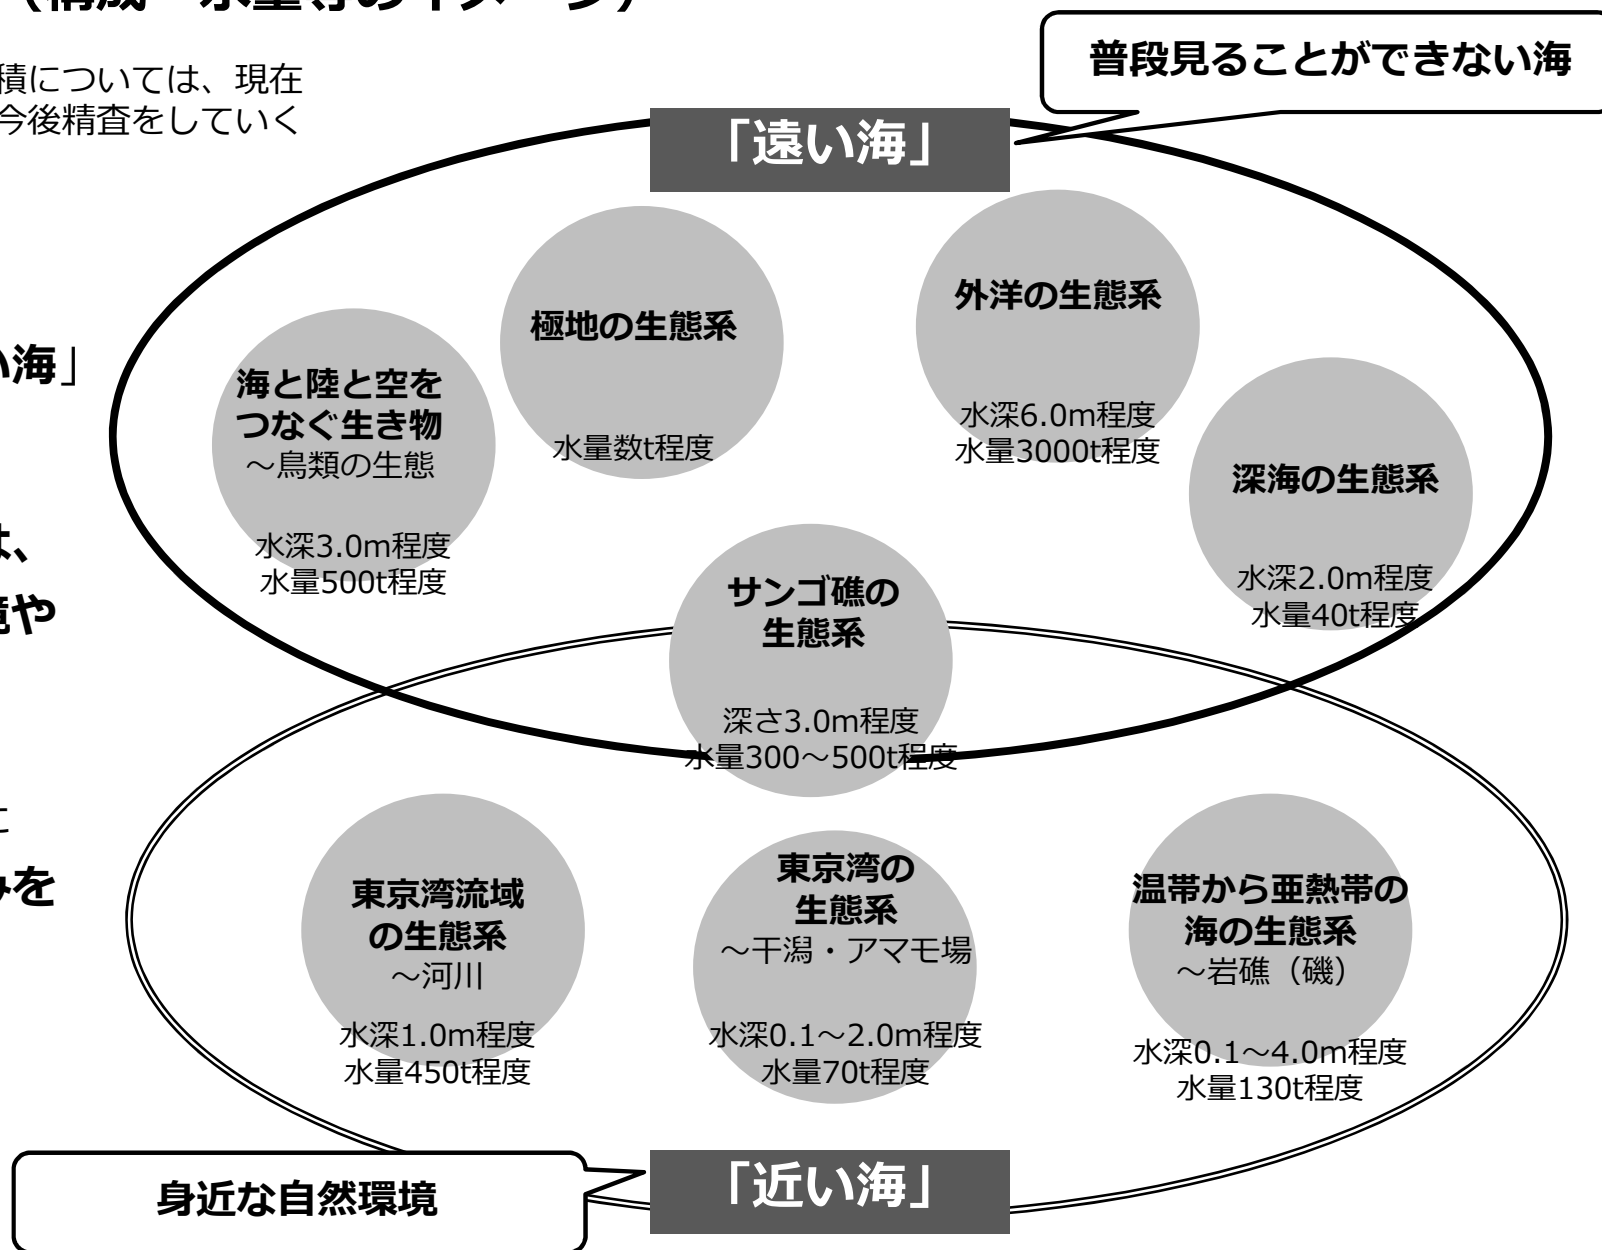 （構成・水量等のイメージ）
積については、現在
今後精査をしていく
い海」
は、
境や
に
みを
普段見ることができない海
「遠い海」
極地の生態系
水量数t程度
外洋の生態系
水深6.0m程度
水量3000t程度
海と陸と空を
つなぐ生き物
～鳥類の生態
水深3.0m程度
水量500t程度
深海の生態系
水深2.0m程度
水量40t程度
サンゴ礁の
生態系
深さ3.0m程度
水量300～500t程度
東京湾流域
の生態系
～河川
水深1.0m程度
水量450t程度
東京湾の
生態系
～干潟・アマモ場
水深0.1～2.0m程度
水量70t程度
温帯から亜熱帯の
海の生態系
～岩礁（磯）
水深0.1～4.0m程度
水量130t程度
身近な自然環境
「近い海」